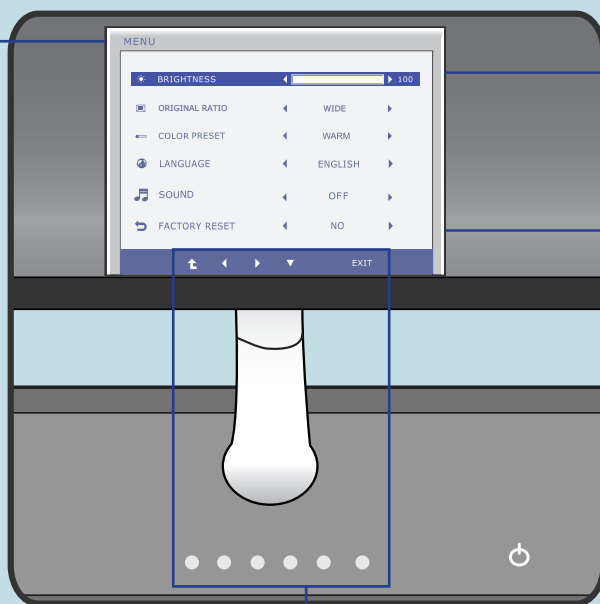 MENU
BRIGHTNESS 100
ORIGINAL RATIO WIDE
COLOR PRESET WARM
LANGUAGE ENGLISH
SOUND OFF
FACTORY RESET NO
EXIT